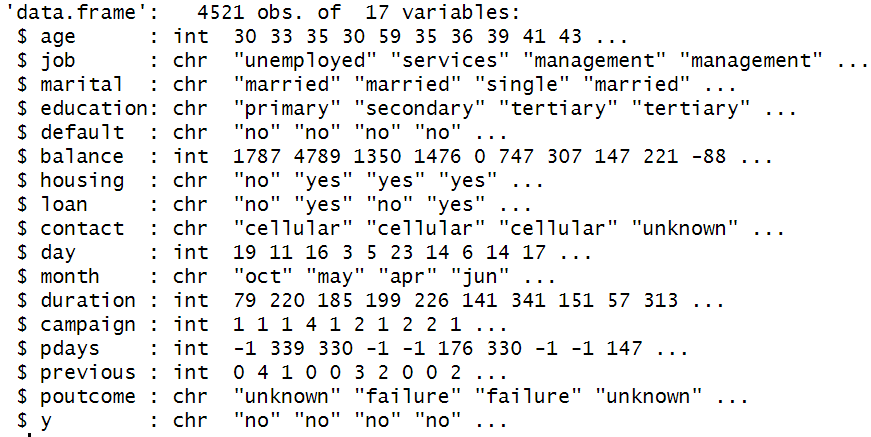 'data.frame':   4521 obs. of  17 variables:
 $ age      : int  30 33 35 30 59 35 36 39 41 43 ...
 $ job      : chr  "unemployed" "services" "management" "management" ...
 $ marital  : chr  "married" "married" "single" "married" ...
 $ education: chr  "primary" "secondary" "tertiary" "tertiary" ...
 $ default  : chr  "no" "no" "no" "no" ...
 $ balance  : int  1787 4789 1350 1476 0 747 307 147 221 -88 ...
 $ housing  : chr  "no" "yes" "yes" "yes" ...
 $ loan     : chr  "no" "yes" "no" "yes" ...
 $ contact  : chr  "cellular" "cellular" "cellular" "unknown" ...
 $ day      : int  19 11 16 3 5 23 14 6 14 17 ...
 $ month    : chr  "oct" "may" "apr" "jun" ...
 $ duration : int  79 220 185 199 226 141 341 151 57 313 ...
 $ campaign : int  1 1 1 4 1 2 1 2 2 1 ...
 $ pdays    : int  -1 339 330 -1 -1 176 330 -1 -1 147 ...
 $ previous : int  0 4 1 0 0 3 2 0 0 2 ...
 $ poutcome : chr  "unknown" "failure" "failure" "unknown" ...
 $ y        : chr  "no" "no" "no" "no" ...